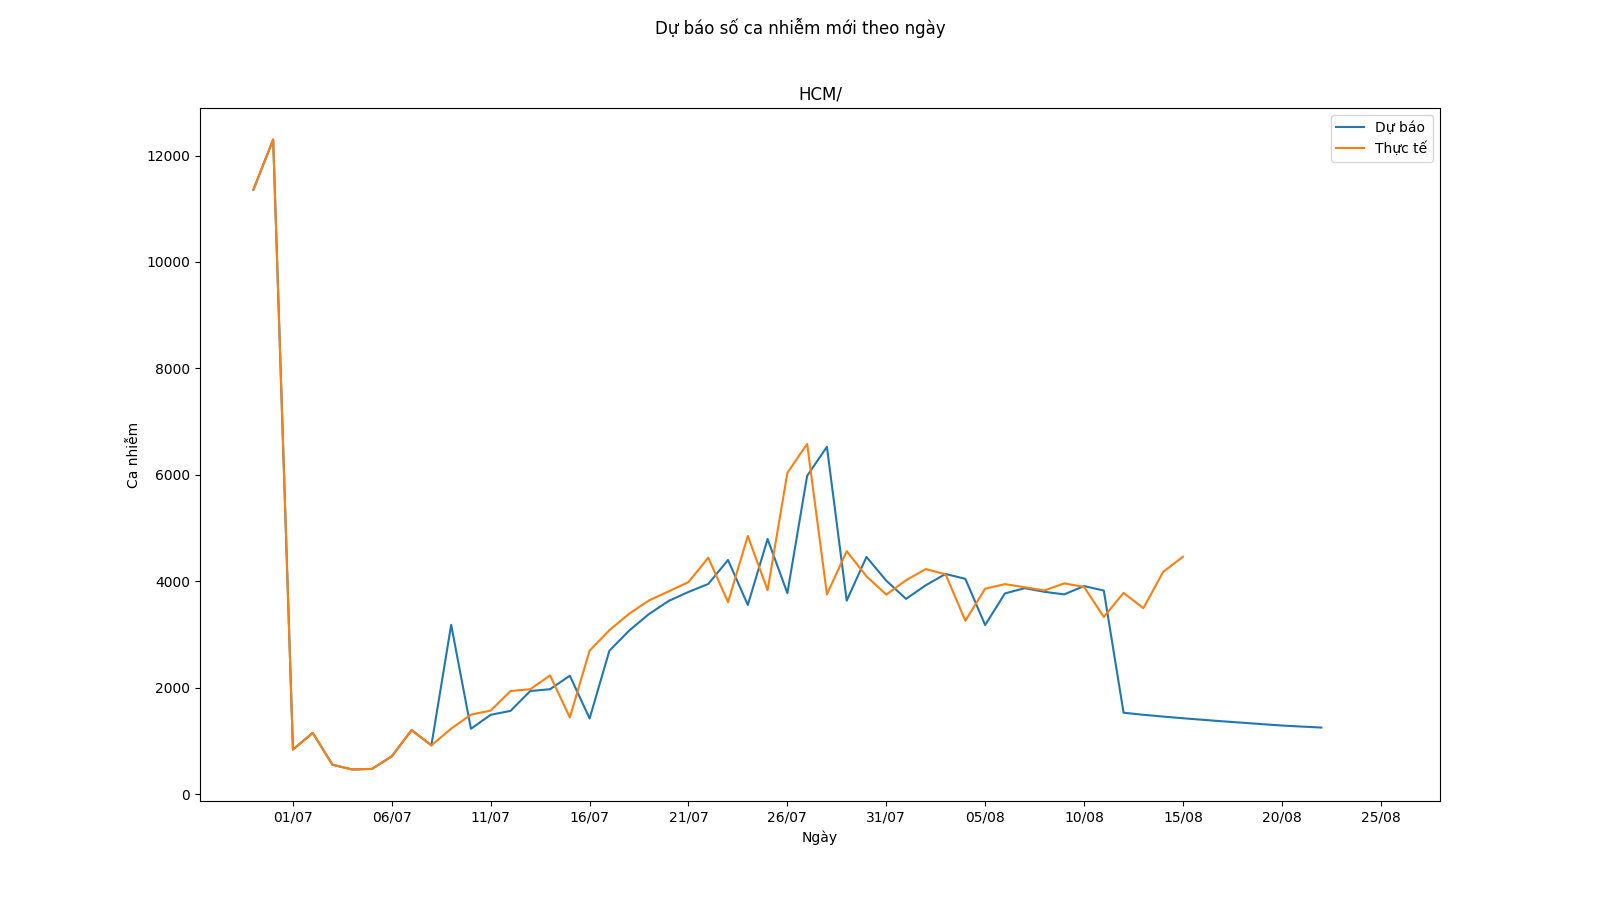 Dự báo số ca nhiễm mới theo ngày
HCM/
Dự báo
Thực tế
12000
10000
8000
6000
4000
2000
0
Ca nhiễm
01/07 06/07 11/07 16/07 21/07 26/07 31/07 05/08 10/08 15/08 20/08 25/08
Ngày